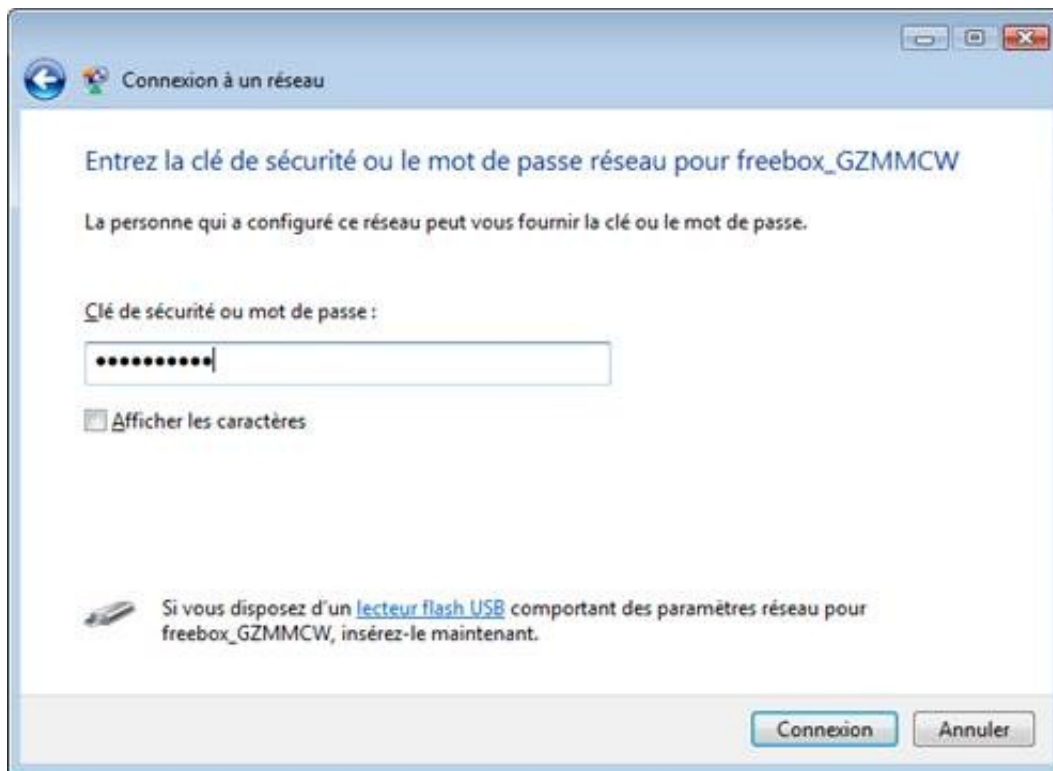 Connexion à un réseau
Entrez la clé de sécurité ou le mot de passe réseau pour freebox_GZMMCW
La personne qui a configuré ce réseau peut vous fournir la clé ou le mot de passe.
Clé de sécurité ou mot de passe :
••••••••••
Afficher les caractères
Si vous disposez d'un lecteur flash USB comportant des paramètres réseau pour
freebox_GZMMCW, insérez-le maintenant.
Connexion
Annuler